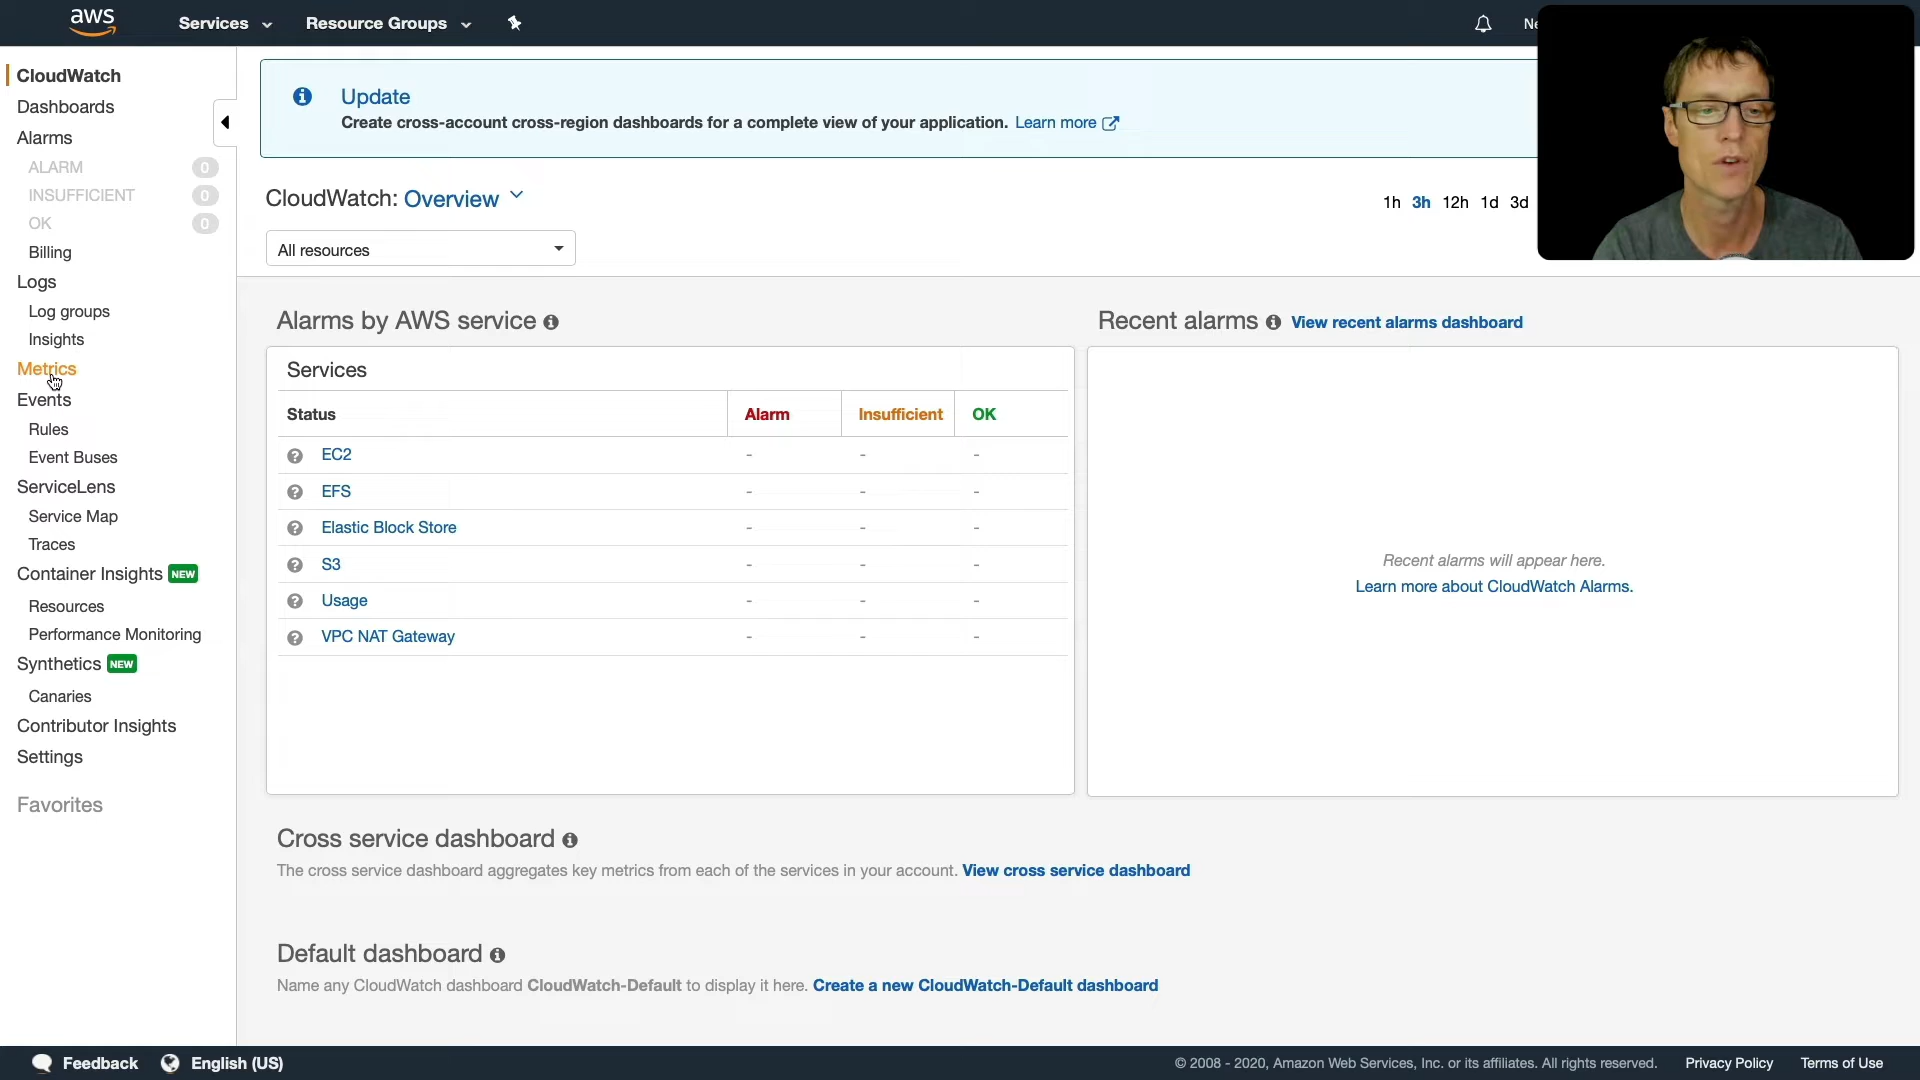 aws
Services
Resource Groups
CloudWatch
Dashboards
Alarms
ALARM 0
INSUFFICIENT 0
OK 0
Billing
Logs
Log groups
Insights
Metrics
Events
Rules
Event Buses
ServiceLens
Service Map
Traces
Container Insights NEW
Resources
Performance Monitoring
Synthetics NEW
Canaries
Contributor Insights
Settings
Favorites
Update
Create cross-account cross-region dashboards for a complete view of your application. Learn more
CloudWatch: Overview
1h 3h 12h 1d 3d
All resources
Alarms by AWS service
Services
Status Alarm Insufficient OK
EC2 - - -
EFS - - -
Elastic Block Store - - -
S3 - - -
Usage - - -
VPC NAT Gateway - - -
Recent alarms View recent alarms dashboard
Recent alarms will appear here.
Learn more about CloudWatch Alarms.
Cross service dashboard
The cross service dashboard aggregates key metrics from each of the services in your account. View cross service dashboard
Default dashboard
Name any CloudWatch dashboard CloudWatch-Default to display it here. Create a new CloudWatch-Default dashboard
Feedback
English (US)
© 2008 - 2020, Amazon Web Services, Inc. or its affiliates. All rights reserved. Privacy Policy Terms of Use